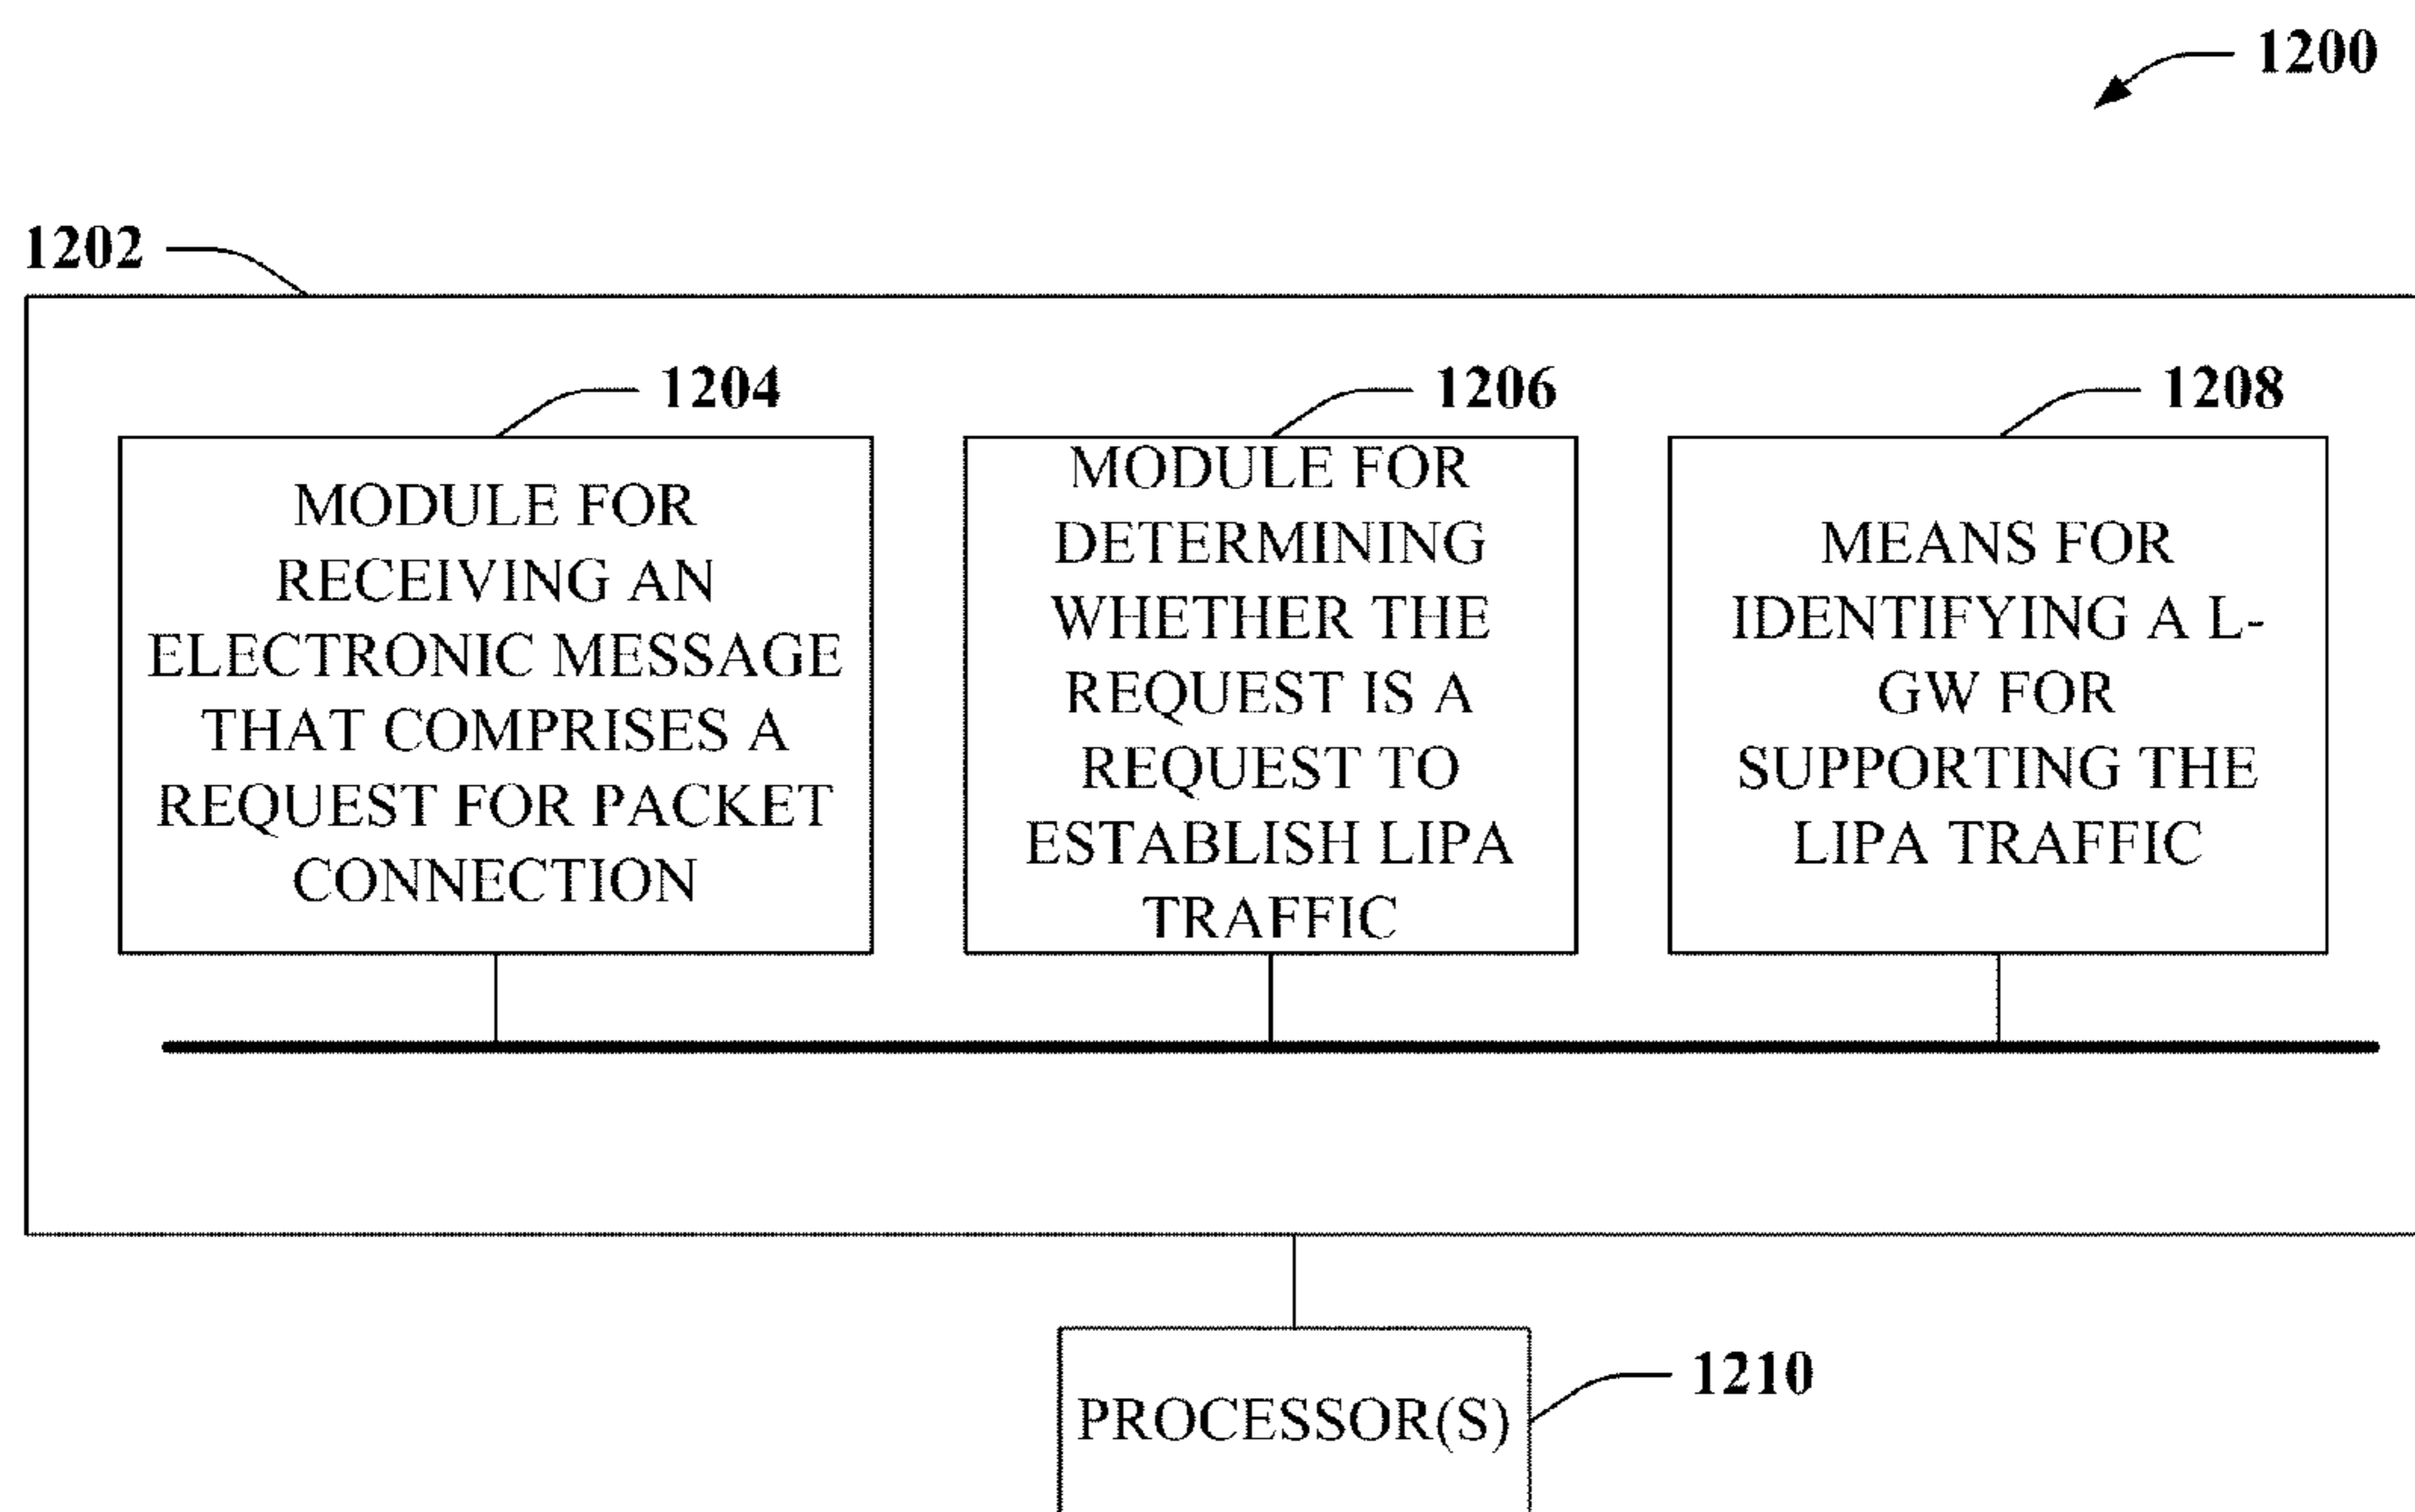 1200
1202
1204
1206
1208
MODULE FOR
RECEIVING AN
ELECTRONIC MESSAGE
THAT COMPRISES A
REQUEST FOR PACKET
CONNECTION
MODULE FOR
DETERMINING
WHETHER THE
REQUEST IS A
REQUEST TO
ESTABLISH LIPA
TRAFFIC
MEANS FOR
IDENTIFYING A L-
GW FOR
SUPPORTING THE
LIPA TRAFFIC
PROCESSOR(S)
1210